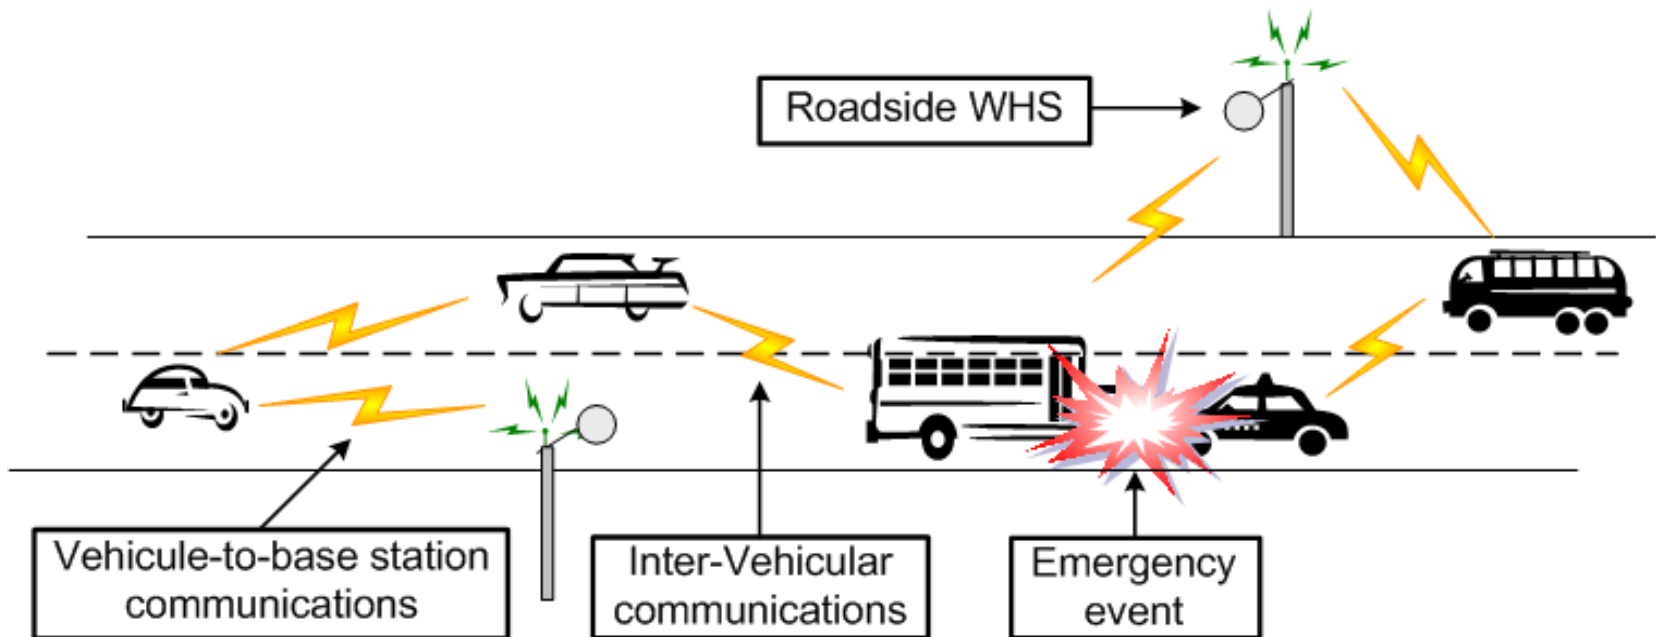 Roadside WHS
Vehicule-to-base station
communications
Inter-Vehicular
communications
Emergency
event